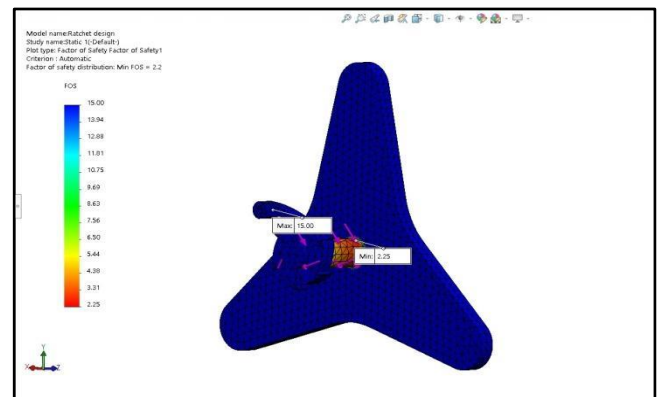 Model name:Ratchet design
Study name:Static 1(-Default-)
Plot type: Factor of Safety Factor of Safety1
Criterion : Automatic
Factor of safety distribution: Min FOS = 2.2
FOS
15.00
13.94
12.88
11.81
10.75
9.69
8.63
7.56
6.50
5.44
4.38
3.31
2.25
Max: 15.00
Min: 2.25
Y
X
Z